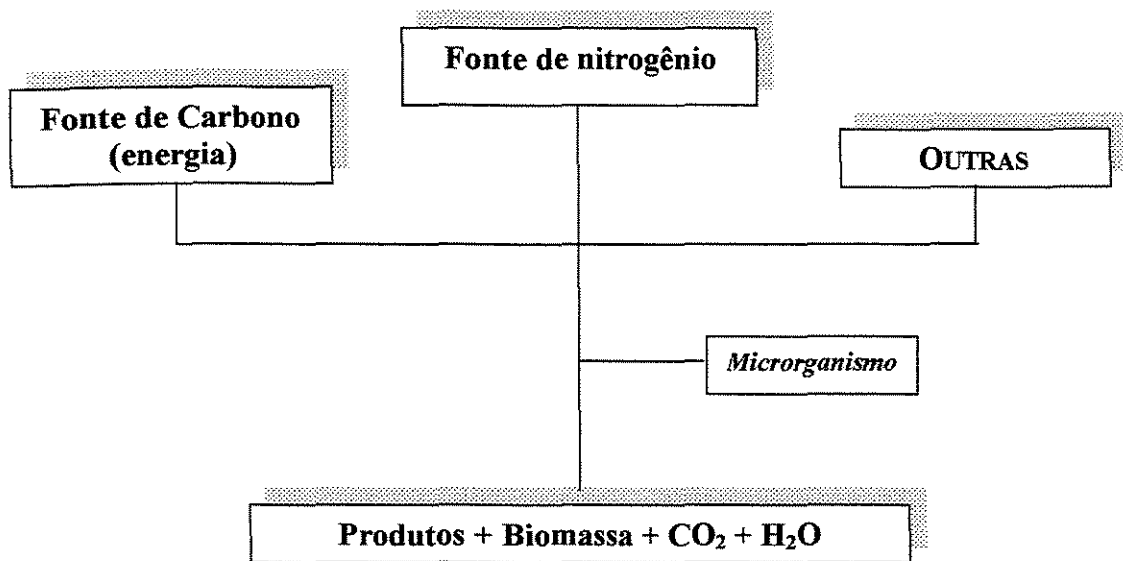 Fonte de nitrogênio
Fonte de Carbono
(energia)
OUTRAS
Microrganismo
Produtos + Biomassa + CO₂ + H₂O